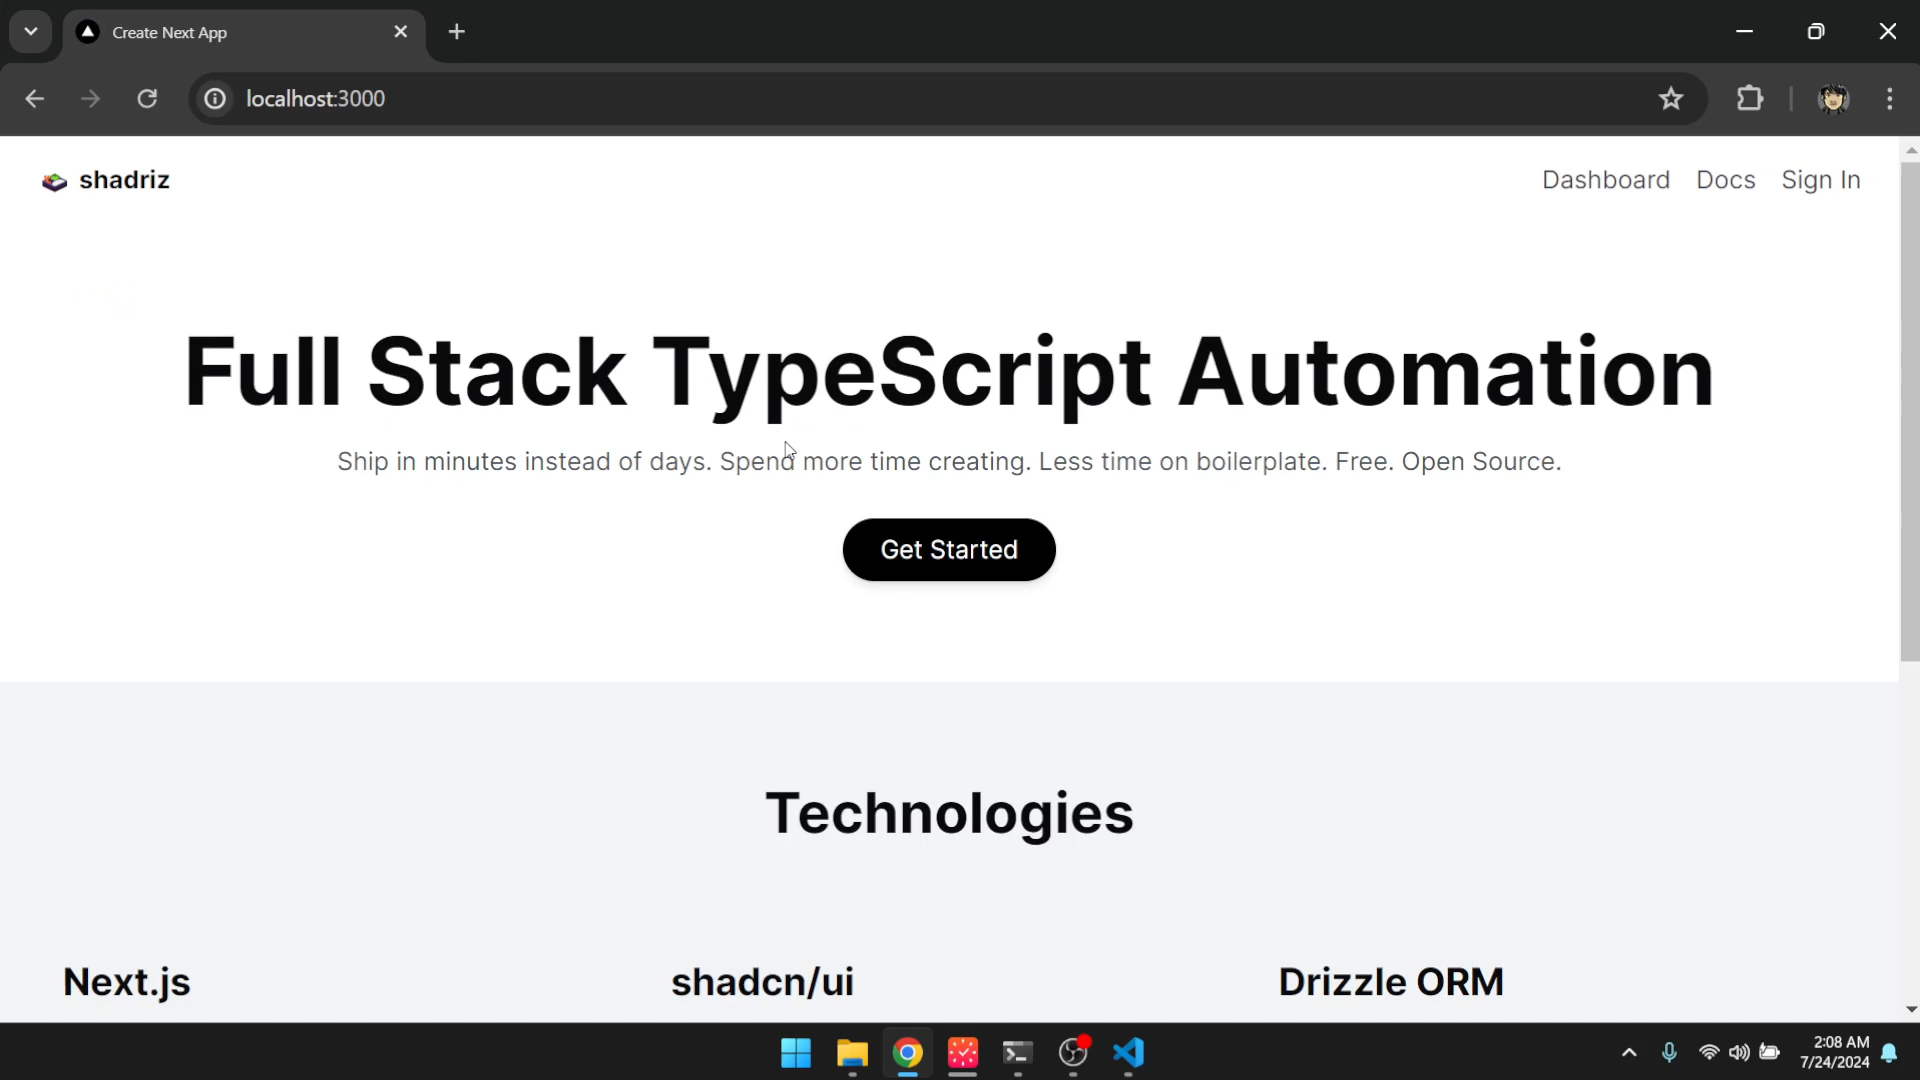 Create Next App
localhost:3000
shadriz
Dashboard Docs Sign In
Full Stack TypeScript Automation
Ship in minutes instead of days. Spend more time creating. Less time on boilerplate. Free. Open Source.
Get Started
Technologies
Next.js
shadcn/ui
Drizzle ORM
2:08 AM
7/24/2024